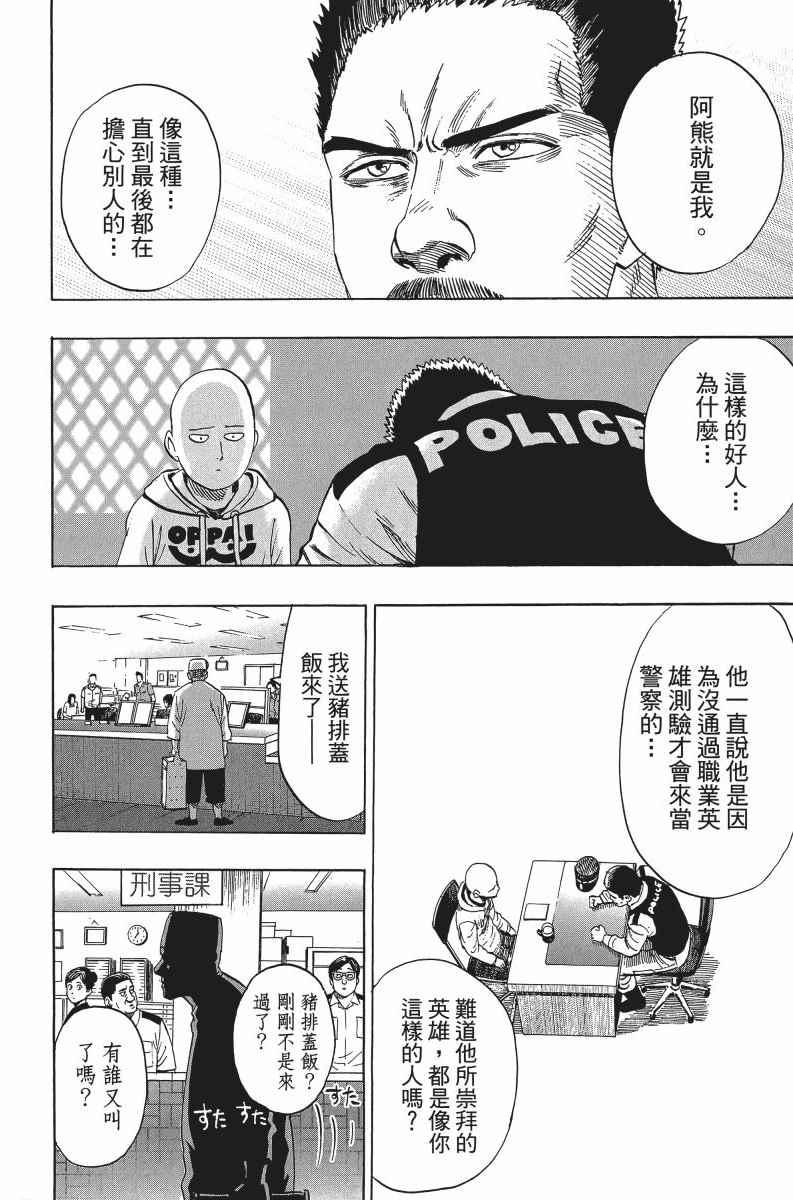 阿熊就是我。
像這種…
直到最後都在
擔心別人的…
這樣的好人…
為什麼…
POLICE
OPPAI
他一直說他是因
為沒通過職業英
雄測驗才會來當
警察的…
POLICE
難道他所崇拜的
英雄，都是像你
這樣的人嗎？
我送豬排蓋
飯來了——
刑事課
豬排蓋飯？
剛剛不是來
過了？
有誰又叫
了嗎？
すた
すた
すた